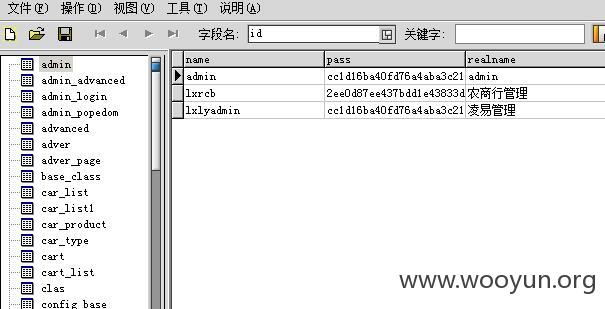 文件(F) 操作(D) 视图(V) 工具(T) 说明(A)
字段名: id 关键字:
admin
admin_advanced
admin_login
admin_popedom
advanced
adver
adver_page
base_class
car_list
car_list1
car_product
car_type
cart
cart_list
clas
config_base
name pass realname
admin cc1d16ba40fd76a4aba3c21 admin
lxrcb 2ee0d87ee437bdd1e43833d 农商行管理
lxlyadmin cc1d16ba40fd76a4aba3c21 凌易管理
www.wooyun.org